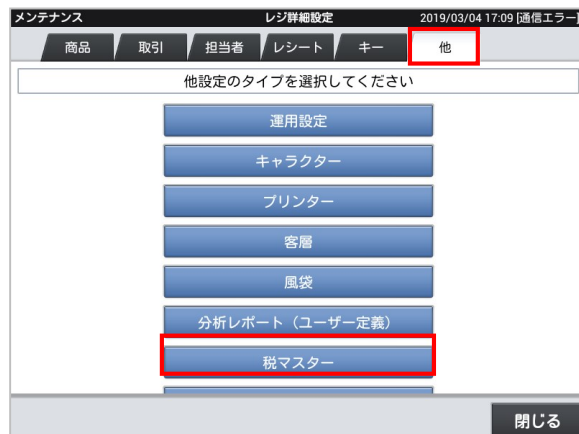 メンテナンス レジ詳細設定 2019/03/04 17:09 [通信エラー]
商品 取引 担当者 レシート キー 他
他設定のタイプを選択してください
運用設定
キャラクター
プリンター
客層
風袋
分析レポート（ユーザー定義）
税マスター
閉じる